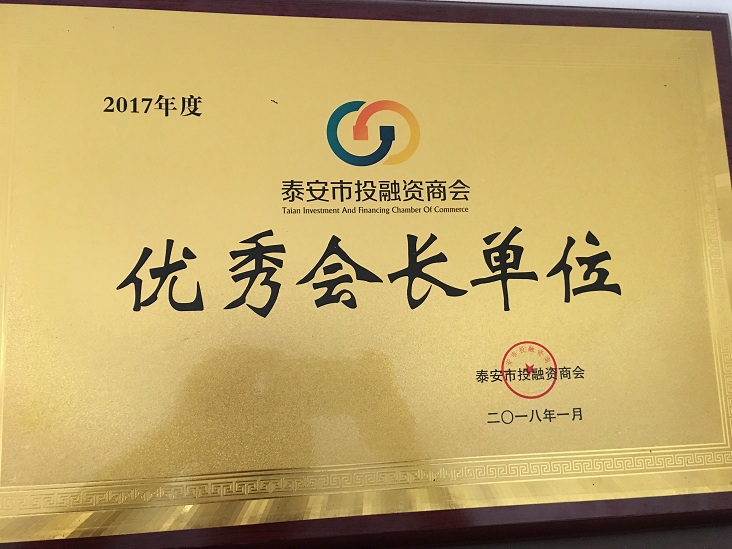 2017年度
泰安市投融资商会
Taian Investment And Financing Chamber Of Commerce
优秀会长单位
泰安市投融资商会
二〇一八年一月